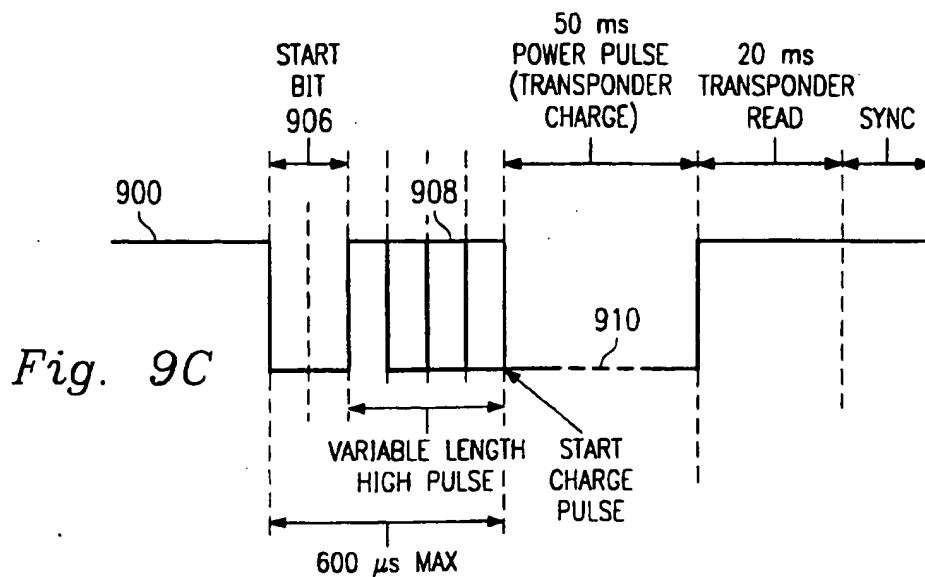 START
BIT
906
50 ms
POWER PULSE
(TRANSPONDER
CHARGE)
20 ms
TRANSPONDER
READ
SYNC
900
908
910
Fig. 9C
VARIABLE LENGTH
HIGH PULSE
START
CHARGE
PULSE
600 μs MAX